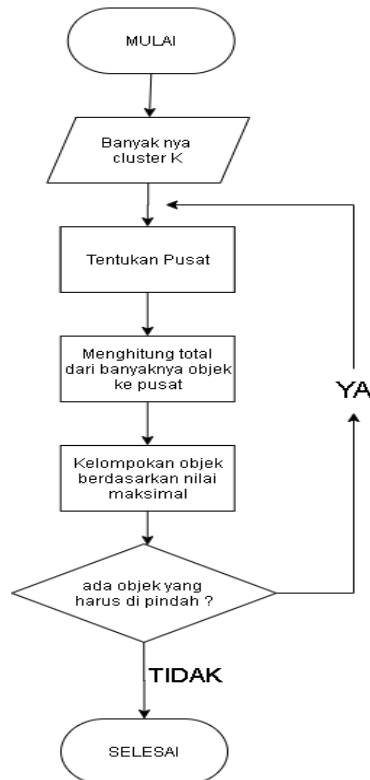 MULAI
Banyak nya
cluster K
Tentukan Pusat
Menghitung total
dari banyaknya objek
ke pusat
YA
Kelompokan objek
berdasarkan nilai
maksimal
ada objek yang
harus di pindah ?
TIDAK
SELESAI